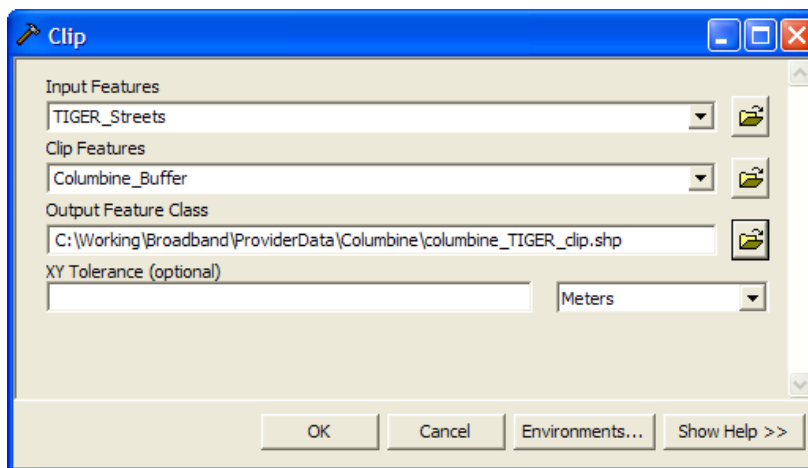 Clip
Input Features
TIGER_Streets
Clip Features
Columbine_Buffer
Output Feature Class
C:\Working\Broadband\ProviderData\Columbine\columbine_TIGER_clip.shp
XY Tolerance (optional)
Meters
OK Cancel Environments... Show Help >>